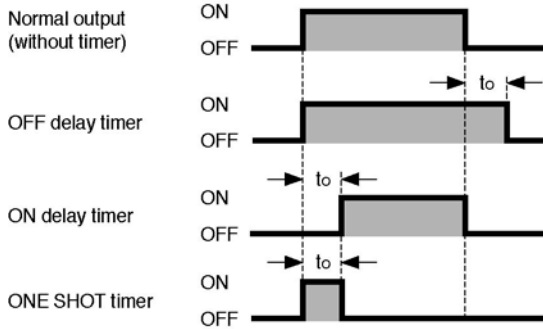 Normal output
(without timer)
ON
OFF
to
OFF delay timer
ON
OFF
to
ON delay timer
ON
OFF
to
ONE SHOT timer
ON
OFF